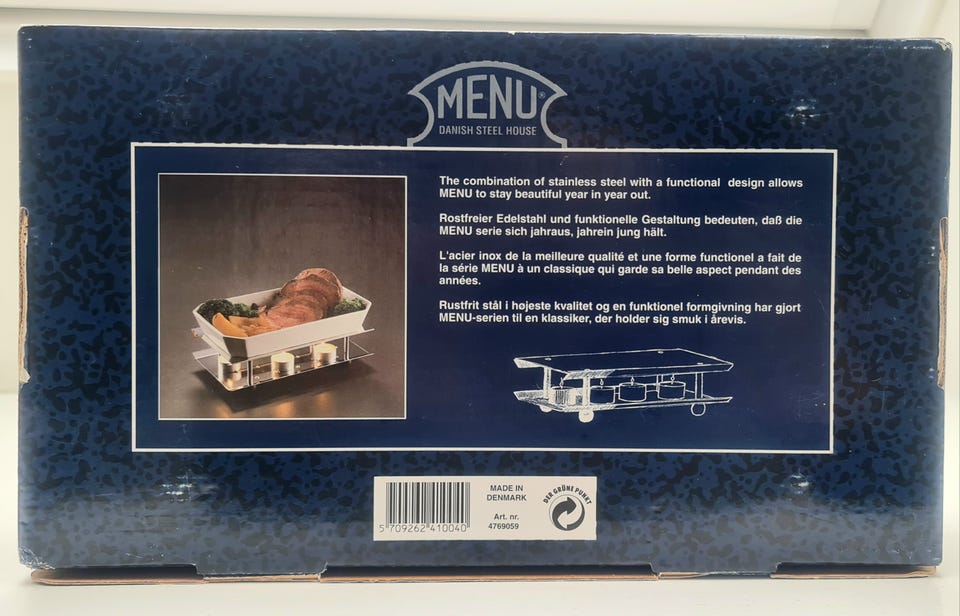 MENU®
DANISH STEEL HOUSE
The combination of stainless steel with a functional design allows
MENU to stay beautiful year in year out.
Rostfreier Edelstahl und funktionelle Gestaltung bedeuten, daß die
MENU serie sich jahraus, jahrein jung hält.
L'acier inox de la meilleure qualité et une forme functionel a fait de
la série MENU à un classique qui garde sa belle aspect pendant des
années.
Rustfrit stål i højeste kvalitet og en funktionel formgivning har gjort
MENU-serien til en klassiker, der holder sig smuk i årevis.
MADE IN
DENMARK
Art. nr.
4769059
5 709262 410040
DER GRÜNE PUNKT